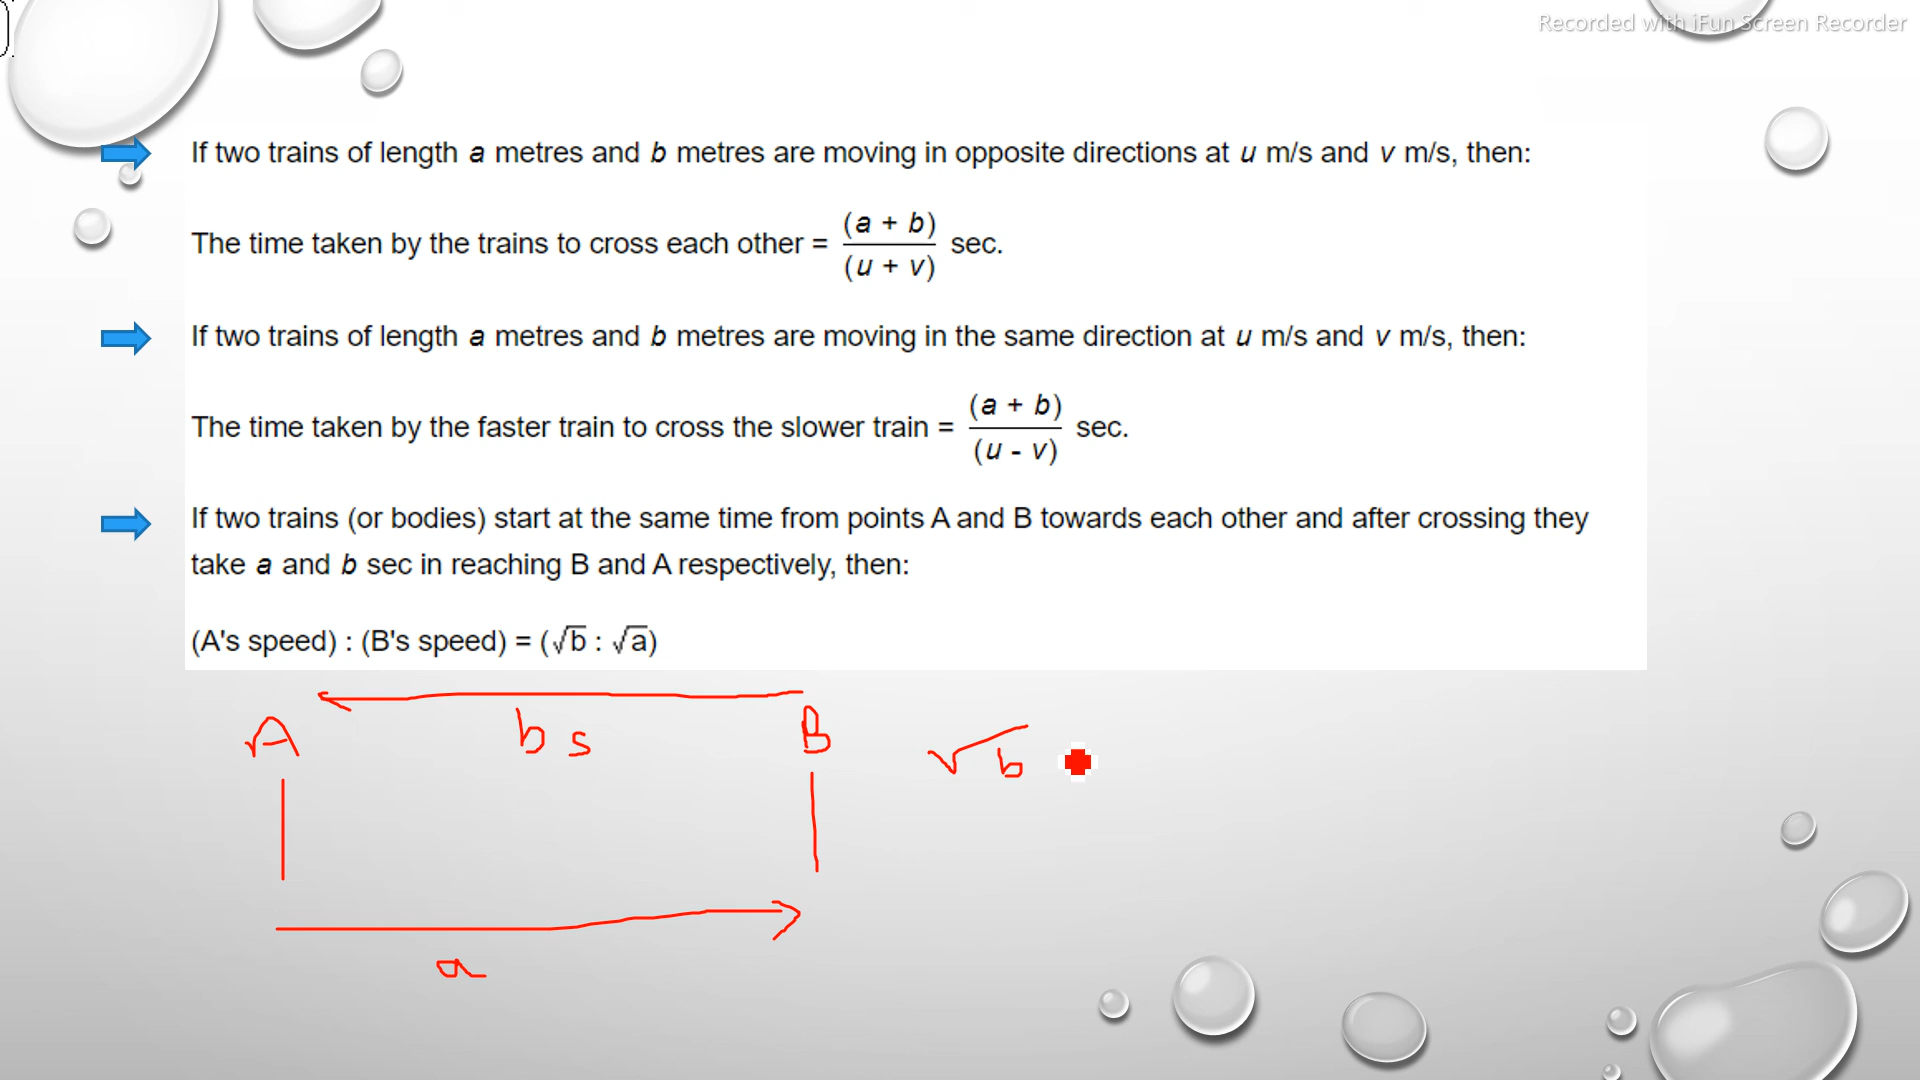 Recorded with iFun Screen Recorder
If two trains of length a metres and b metres are moving in opposite directions at u m/s and v m/s, then:
The time taken by the trains to cross each other = (a + b) / (u + v) sec.
If two trains of length a metres and b metres are moving in the same direction at u m/s and v m/s, then:
The time taken by the faster train to cross the slower train = (a + b) / (u - v) sec.
If two trains (or bodies) start at the same time from points A and B towards each other and after crossing they
take a and b sec in reaching B and A respectively, then:
(A's speed) : (B's speed) = (√b : √a)
A b s B √b
a